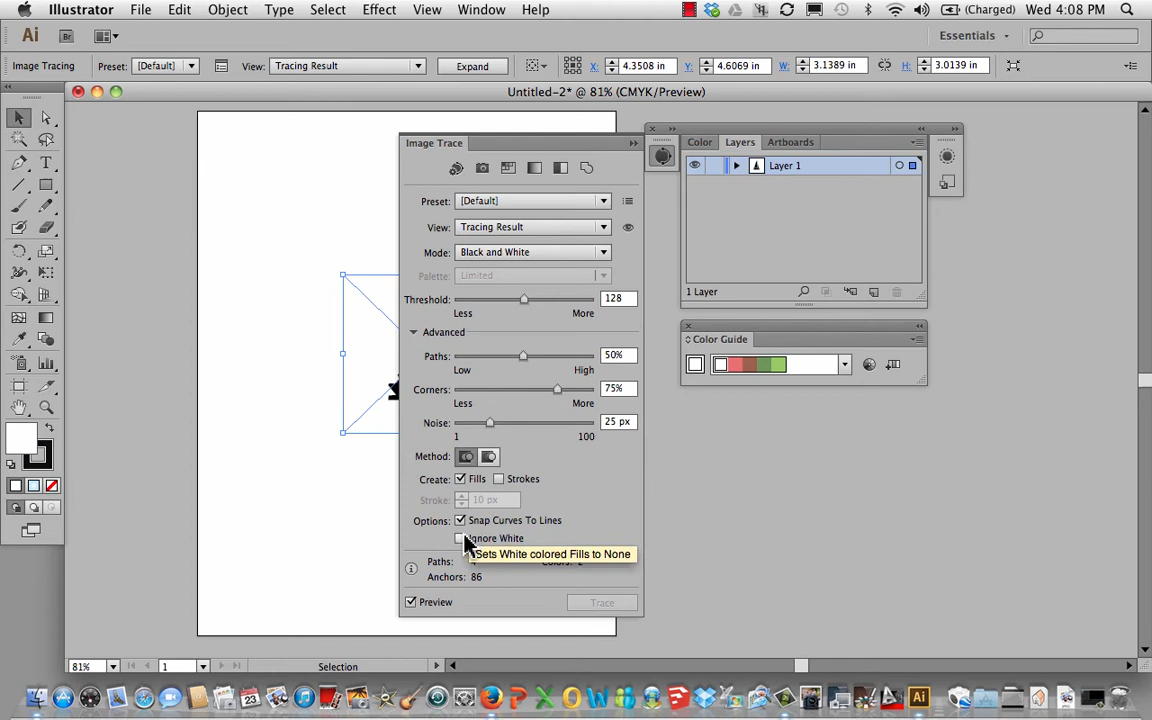 Illustrator File Edit Object Type Select Effect View Window Help (Charged) Wed 4:08 PM
Ai Br Essentials
Image Tracing Preset: [Default] View: Tracing Result Expand X: 4.3508 in Y: 4.6069 in W: 3.1389 in H: 3.0139 in
Untitled-2* @ 81% (CMYK/Preview)
Image Trace
Preset: [Default]
View: Tracing Result
Mode: Black and White
Palette: Limited
Threshold: 128
Less More
Advanced
Paths: 50%
Low High
Corners: 75%
Less More
Noise: 25 px
1 100
Method:
Create: Fills Strokes
Stroke: 10 px
Options: Snap Curves To Lines
Ignore White
Sets White colored Fills to None
Paths:
Anchors: 86
Preview Trace
Color Layers Artboards
Layer 1
1 Layer
Color Guide
T
81% 1 Selection
23
Ai